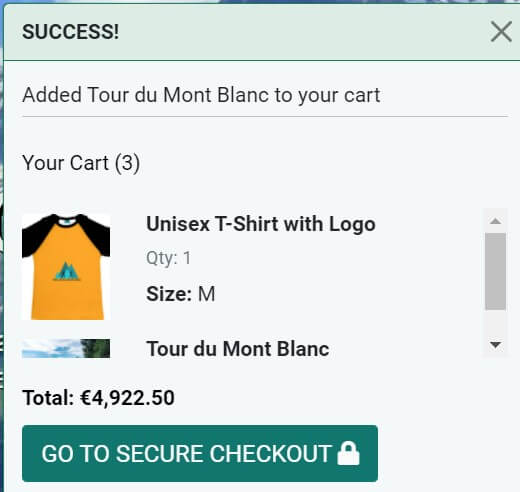 SUCCESS!
Added Tour du Mont Blanc to your cart
Your Cart (3)
Unisex T-Shirt with Logo
Qty: 1
Size: M
Tour du Mont Blanc
Total: €4,922.50
GO TO SECURE CHECKOUT